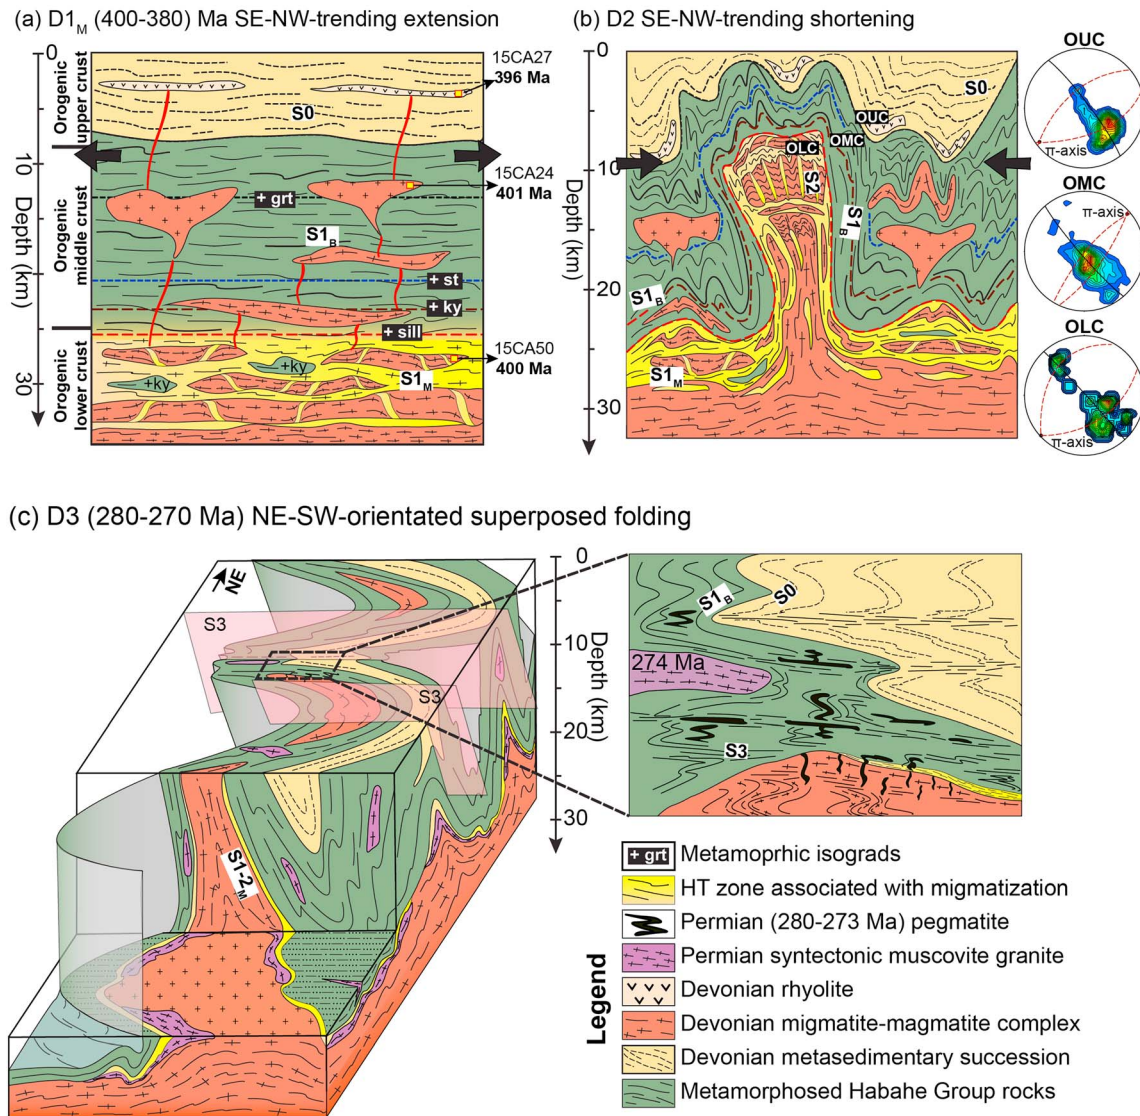 (a) D1M (400-380) Ma SE-NW-trending extension
0
10
20
30
Depth (km)
Orogenic upper crust
Orogenic middle crust
Orogenic lower crust
S0
15CA27
396 Ma
15CA24
401 Ma
+ grt
S1B
+ st
+ ky
+ sill
15CA50
400 Ma
+ky
+ky
S1M
(b) D2 SE-NW-trending shortening
0
10
20
30
Depth (km)
S0
OUC
OMC
OLC
S2
S1B
S1B
S1M
OUC
π-axis
OMC
π-axis
OLC
π-axis
(c) D3 (280-270 Ma) NE-SW-orientated superposed folding
NE
S3
S3
S1-2M
0
10
20
30
Depth (km)
S1B
S0
274 Ma
S3
Legend
+ grt Metamoprhic isograds
HT zone associated with migmatization
Permian (280-273 Ma) pegmatite
Permian syntectonic muscovite granite
Devonian rhyolite
Devonian migmatite-magmatite complex
Devonian metasedimentary succession
Metamorphosed Habahe Group rocks